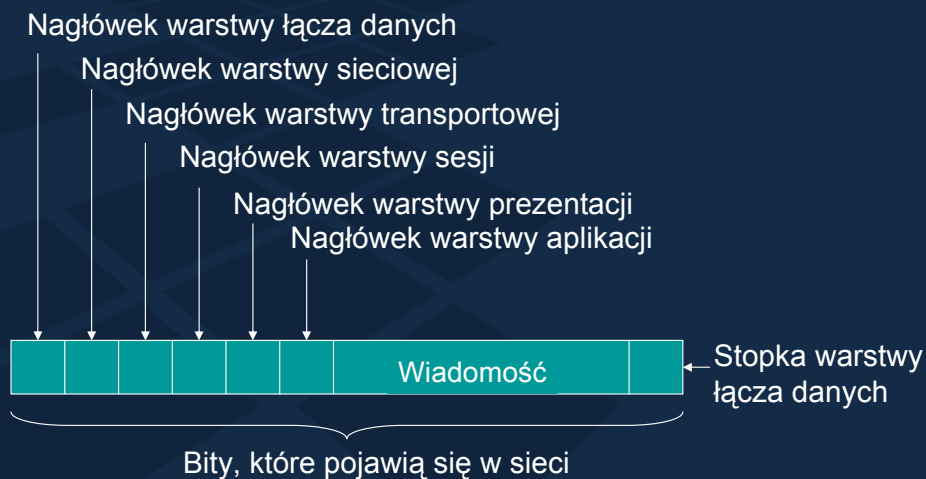 Nagłówek warstwy łącza danych
Nagłówek warstwy sieciowej
Nagłówek warstwy transportowej
Nagłówek warstwy sesji
Nagłówek warstwy prezentacji
Nagłówek warstwy aplikacji
Wiadomość
Stopka warstwy
łącza danych
Bity, które pojawią się w sieci